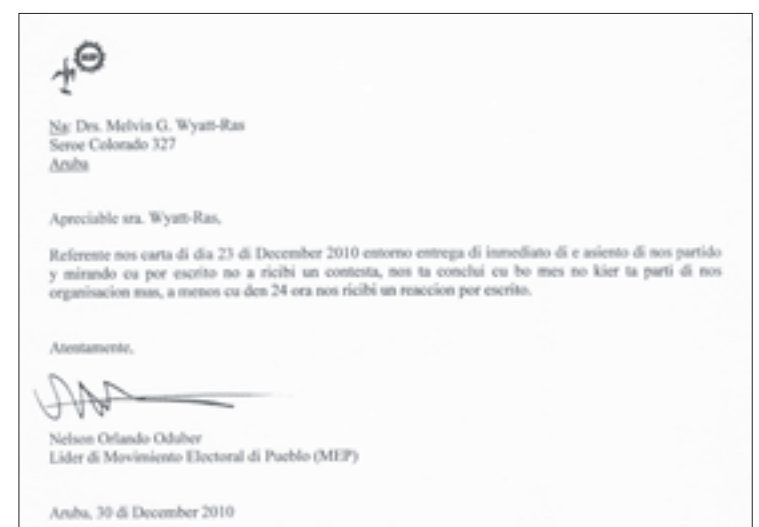 Na: Drs. Melvin G. Wyatt-Ras
Seroe Colorado 327
Aruba
Apreciable sra. Wyatt-Ras,
Referente nos carta di dia 23 di December 2010 entorno entrega di inmediato di e asiento di nos partido
y mirando cu por escrito no a ricibi un contesta, nos ta conclui cu bo mes no kier ta parti di nos
organisacion mas, a menos cu den 24 ora nos ricibi un reaccion por escrito.
Atentamente,
Nelson Orlando Oduber
Lider di Movimiento Electoral di Pueblo (MEP)
Aruba, 30 di December 2010